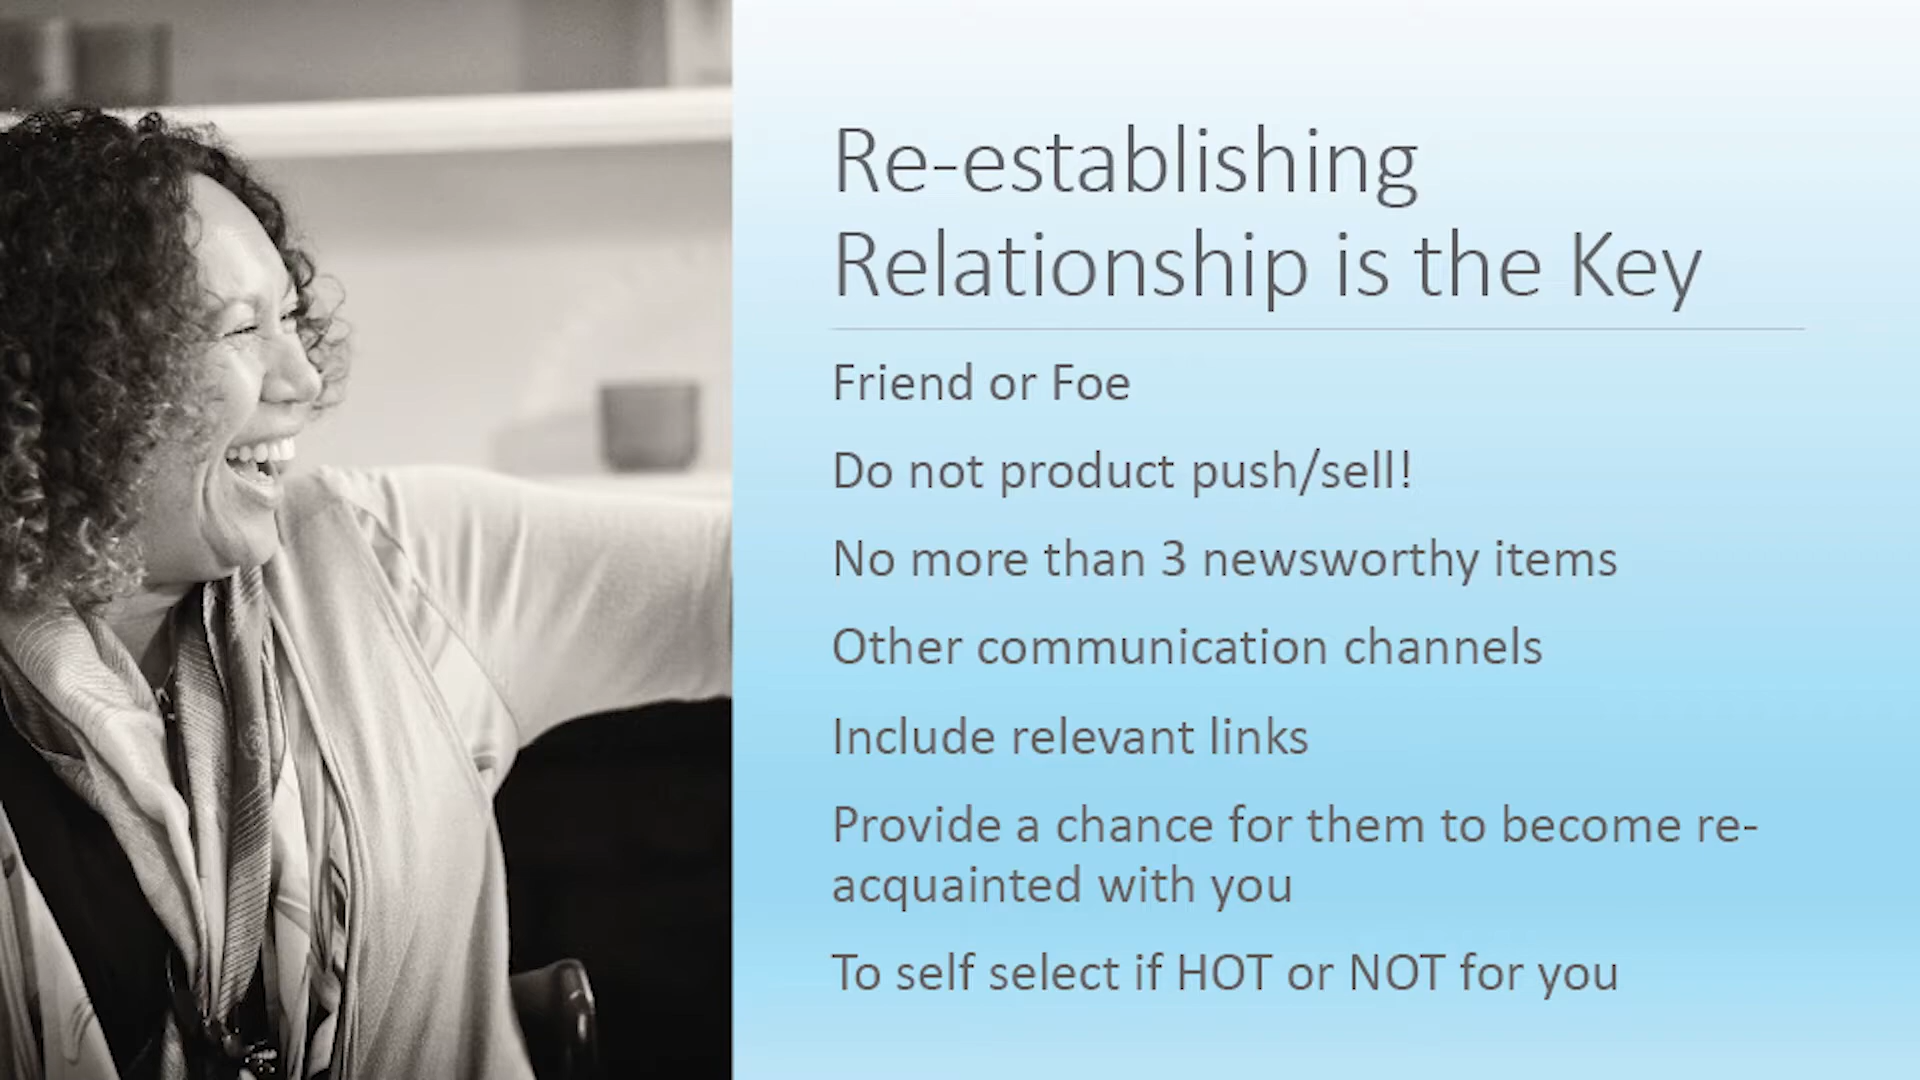 Re-establishing
Relationship is the Key
Friend or Foe
Do not product push/sell!
No more than 3 newsworthy items
Other communication channels
Include relevant links
Provide a chance for them to become re-
acquainted with you
To self select if HOT or NOT for you